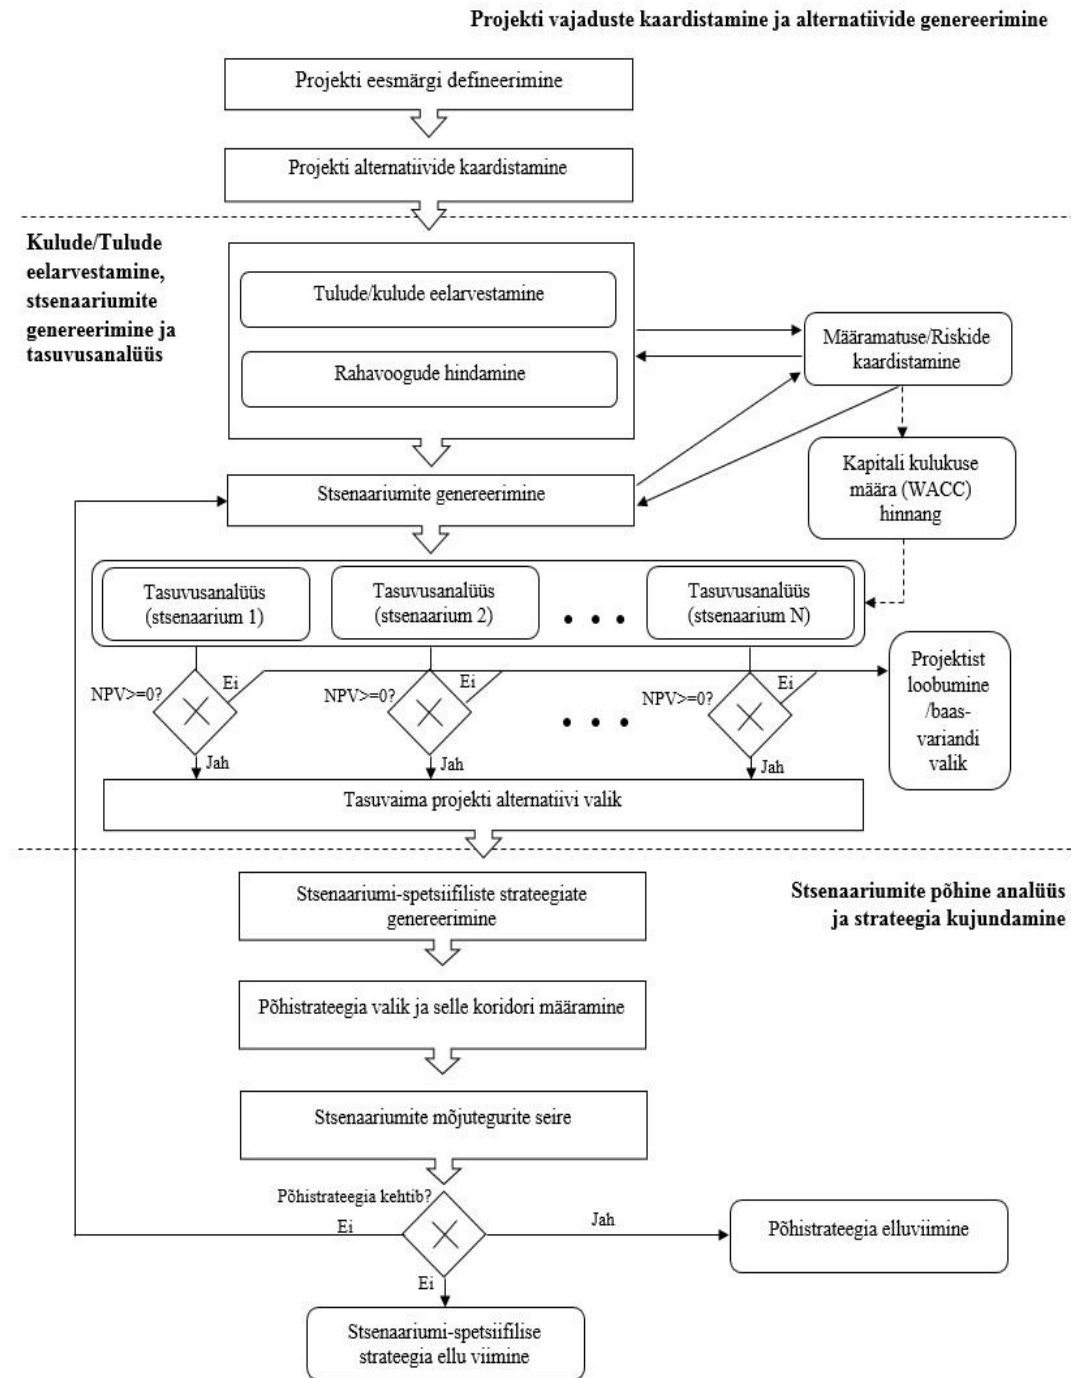 Projekti vajaduste kaardistamine ja alternatiivide genereerimine
Projekti eesmärgi defineerimine
Projekti alternatiivide kaardistamine
Kulude/Tulude
eelarvestamine,
stsenaariumite
genereerimine ja
tasuvusanalüüs
Tulude/kulude eelarvestamine
Rahavoogude hindamine
Määramatuse/Riskide
kaardistamine
Kapitali kulukuse
määra (WACC)
hinnang
Stsenaariumite genereerimine
Tasuvusanalüüs
(stsenaarium 1)
Tasuvusanalüüs
(stsenaarium 2)
Tasuvusanalüüs
(stsenaarium N)
NPV>=0?
Ei
NPV>=0?
Ei
NPV>=0?
Ei
Projektist
loobumine
/baas-
variandi
valik
Jah
Jah
Jah
Tasuvaima projekti alternatiivi valik
Stsenaariumite põhine analüüs
ja strateegia kujundamine
Stsenaariumi-spetsiifiliste strateegiate
genereerimine
Põhistrateegia valik ja selle koridori määramine
Stsenaariumite mõjutegurite seire
Põhistrateegia kehtib?
Ei
Jah
Põhistrateegia elluviimine
Ei
Stsenaariumi-spetsiifilise
strateegia ellu viimine